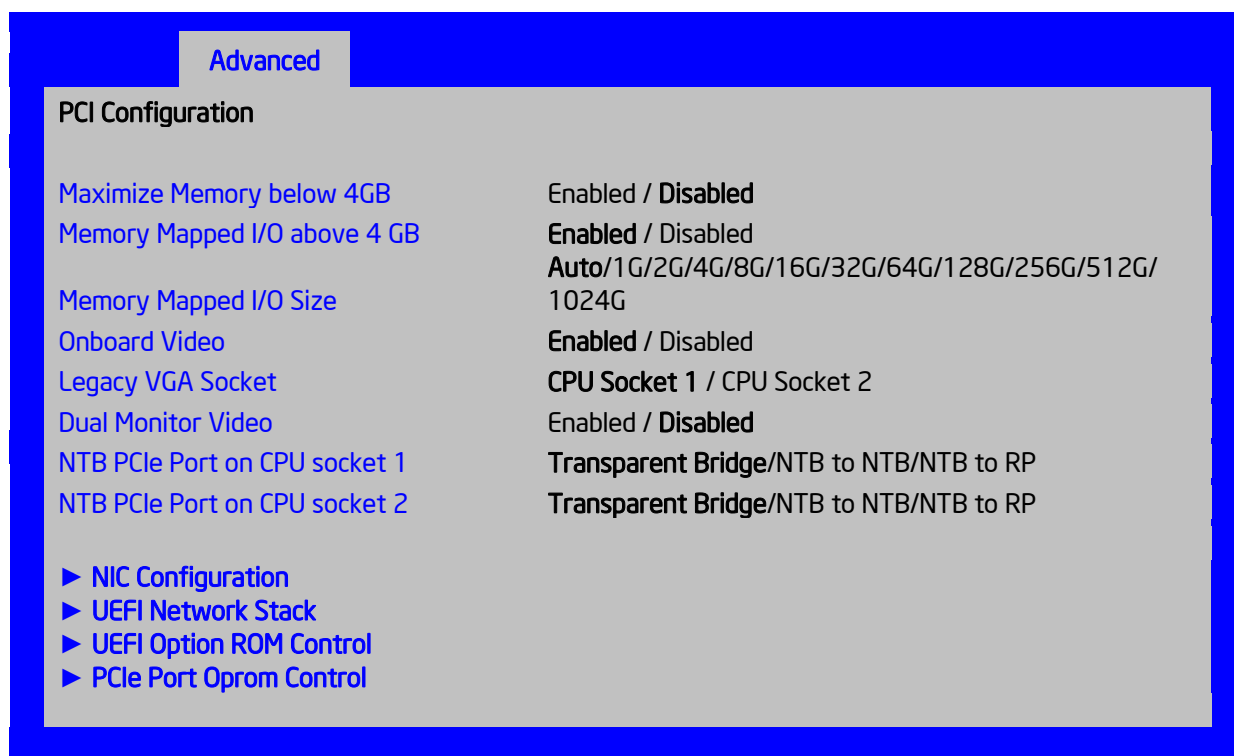 Advanced
PCI Configuration
Maximize Memory below 4GB Enabled / Disabled
Memory Mapped I/O above 4 GB Enabled / Disabled
Memory Mapped I/O Size Auto/1G/2G/4G/8G/16G/32G/64G/128G/256G/512G/
1024G
Onboard Video Enabled / Disabled
Legacy VGA Socket CPU Socket 1 / CPU Socket 2
Dual Monitor Video Enabled / Disabled
NTB PCIe Port on CPU socket 1 Transparent Bridge/NTB to NTB/NTB to RP
NTB PCIe Port on CPU socket 2 Transparent Bridge/NTB to NTB/NTB to RP
► NIC Configuration
► UEFI Network Stack
► UEFI Option ROM Control
► PCIe Port Oprom Control